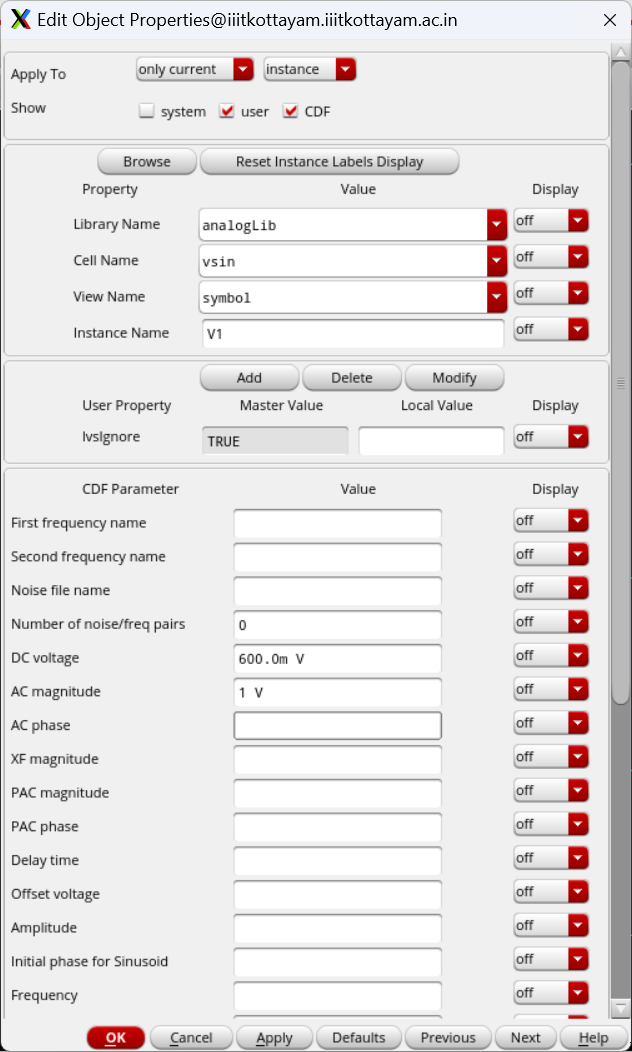 Edit Object Properties@iiitkottayam.iiitkottayam.ac.in
Apply To only current instance
Show system user CDF
Browse Reset Instance Labels Display
Property Value Display
Library Name analogLib off
Cell Name vsin off
View Name symbol off
Instance Name V1 off
Add Delete Modify
User Property Master Value Local Value Display
lvsIgnore TRUE off
CDF Parameter Value Display
First frequency name off
Second frequency name off
Noise file name off
Number of noise/freq pairs 0 off
DC voltage 600.0m V off
AC magnitude 1 V off
AC phase off
XF magnitude off
PAC magnitude off
PAC phase off
Delay time off
Offset voltage off
Amplitude off
Initial phase for Sinusoid off
Frequency off
OK Cancel Apply Defaults Previous Next Help